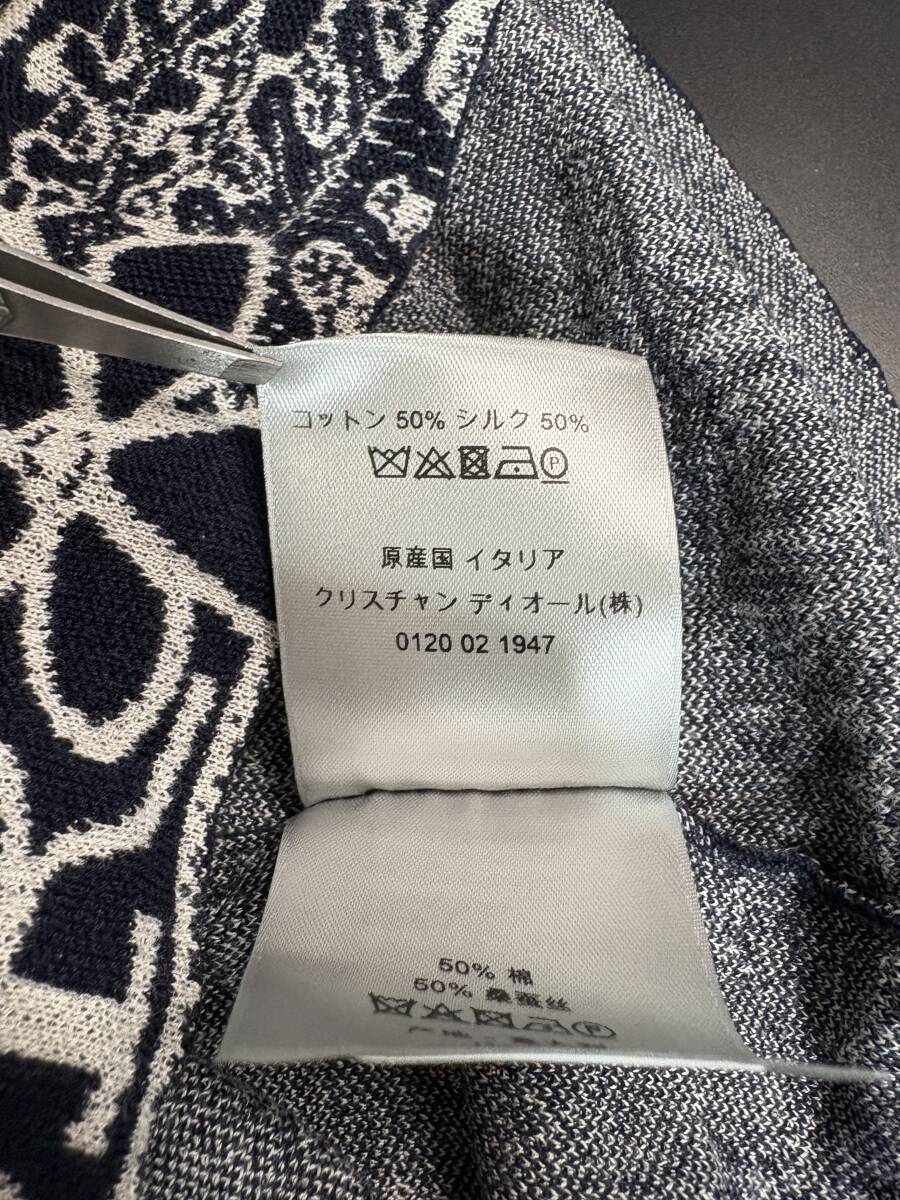 コットン 50% シルク 50%
原産国 イタリア
クリスチャン ディオール(株)
0120 02 1947
50% 棉
50% 桑蚕丝